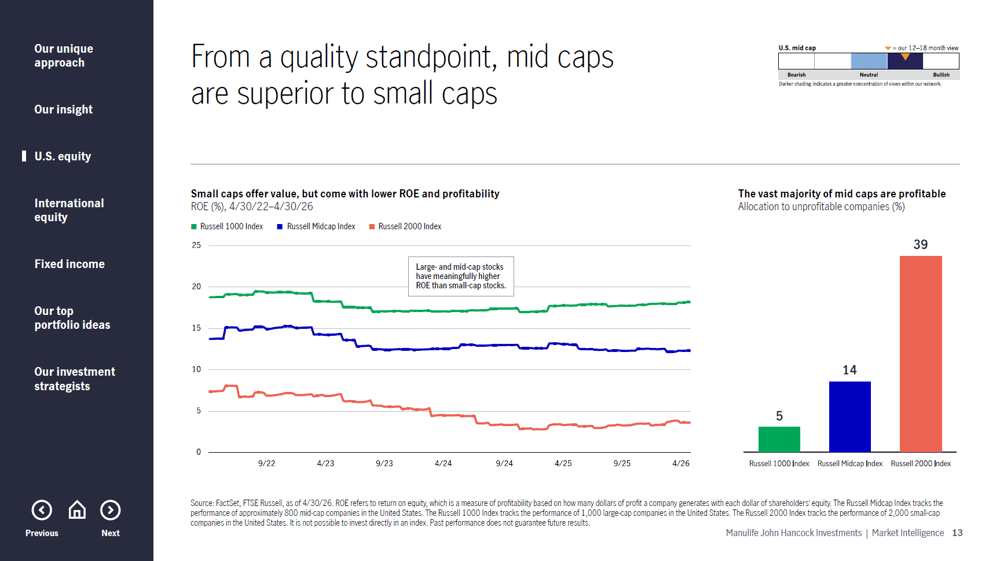 Our unique
approach
Our insight
U.S. equity
International
equity
Fixed income
Our top
portfolio ideas
Our investment
strategists
Previous
Next
From a quality standpoint, mid caps
are superior to small caps
U.S. mid cap
= our 12–18 month view
Bearish
Neutral
Bullish
Darker shading indicates a greater concentration of views within our network.
Small caps offer value, but come with lower ROE and profitability
ROE (%), 4/30/22–4/30/26
Russell 1000 Index
Russell Midcap Index
Russell 2000 Index
25
20
15
10
5
0
Large- and mid-cap stocks
have meaningfully higher
ROE than small-cap stocks.
9/22
4/23
9/23
4/24
9/24
4/25
9/25
4/26
The vast majority of mid caps are profitable
Allocation to unprofitable companies (%)
5
14
39
Russell 1000 Index
Russell Midcap Index
Russell 2000 Index
Source: FactSet, FTSE Russell, as of 4/30/26. ROE refers to return on equity, which is a measure of profitability based on how many dollars of profit a company generates with each dollar of shareholders’ equity. The Russell Midcap Index tracks the
performance of approximately 800 mid-cap companies in the United States. The Russell 1000 Index tracks the performance of 1,000 large-cap companies in the United States. The Russell 2000 Index tracks the performance of 2,000 small-cap
companies in the United States. It is not possible to invest directly in an index. Past performance does not guarantee future results.
Manulife John Hancock Investments | Market Intelligence 13